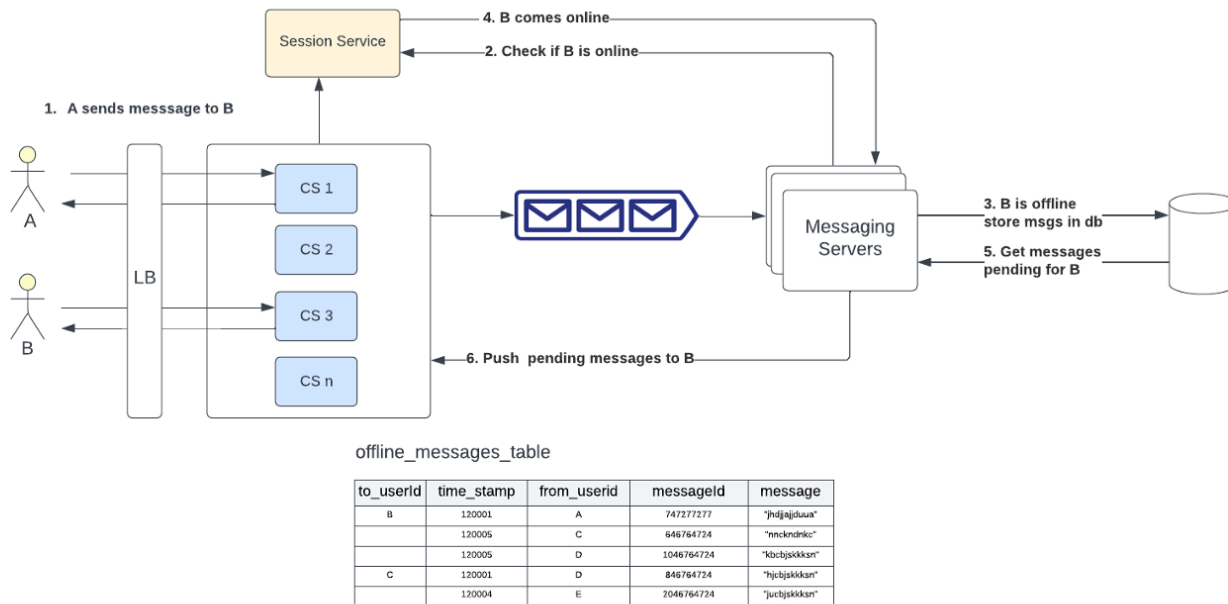 4. B comes online
Session Service
2. Check if B is online
1. A sends messsage to B
CS 1
A
CS 2
Messaging
Servers
3. B is offline
store msgs in db
5. Get messages
pending for B
LB
CS 3
B
6. Push pending messages to B
CS n
offline_messages_table
to_userId time_stamp from_userid messageId message
B 120001 A 747277277 "jhdjjajjduua"
120005 C 646764724 "nnckndnkc"
120005 D 1046764724 "kbcbjskkksn"
C 120001 D 846764724 "hjcbjskkksn"
120004 E 2046764724 "jucbjskkksn"